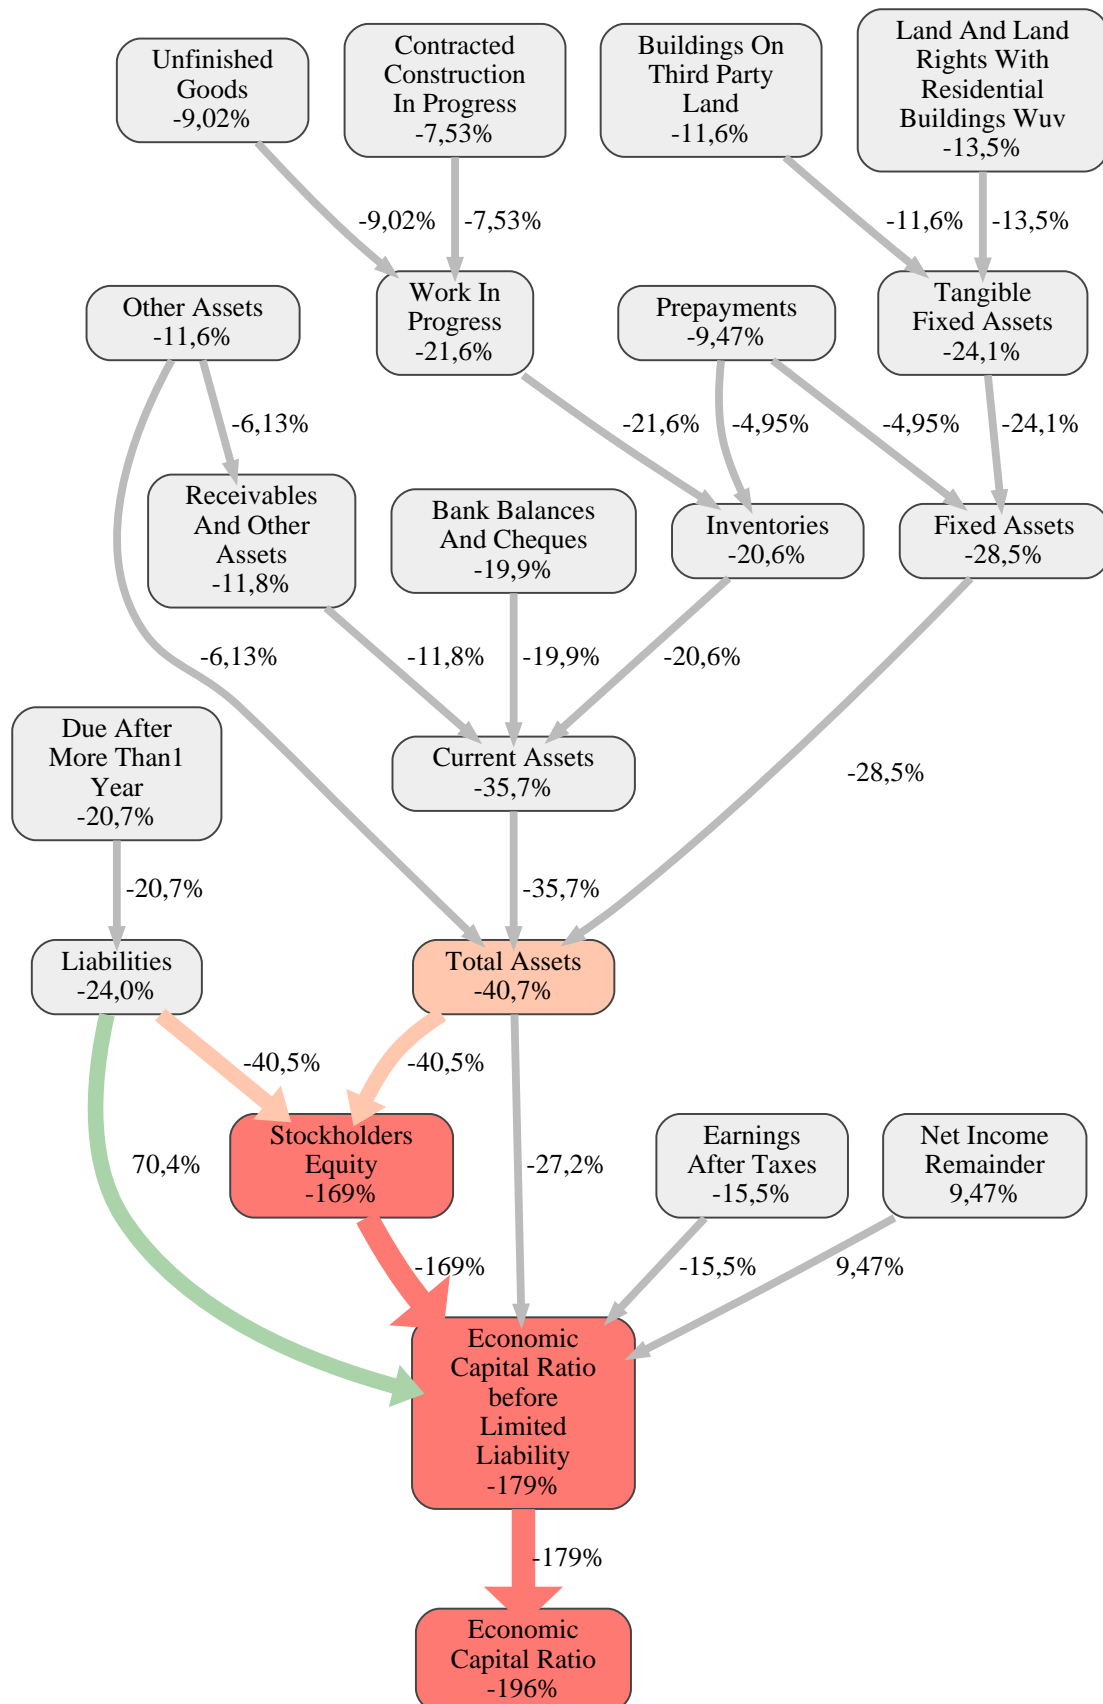 Unfinished
Goods
-9,02%
Contracted
Construction
In Progress
-7,53%
Buildings On
Third Party
Land
-11,6%
Land And Land
Rights With
Residential
Buildings Wuv
-13,5%
-9,02%
-7,53%
-11,6%
-13,5%
Other Assets
-11,6%
Work In
Progress
-21,6%
Prepayments
-9,47%
Tangible
Fixed Assets
-24,1%
-6,13%
-21,6%
-4,95%
-4,95%
-24,1%
Receivables
And Other
Assets
-11,8%
Bank Balances
And Cheques
-19,9%
Inventories
-20,6%
Fixed Assets
-28,5%
-6,13%
-11,8%
-19,9%
-20,6%
Due After
More Than1
Year
-20,7%
Current Assets
-35,7%
-28,5%
-20,7%
-35,7%
Liabilities
-24,0%
Total Assets
-40,7%
-40,5%
-40,5%
70,4%
Stockholders
Equity
-169%
-27,2%
Earnings
After Taxes
-15,5%
Net Income
Remainder
9,47%
-169%
-15,5%
9,47%
Economic
Capital Ratio
before
Limited
Liability
-179%
-179%
Economic
Capital Ratio
-196%